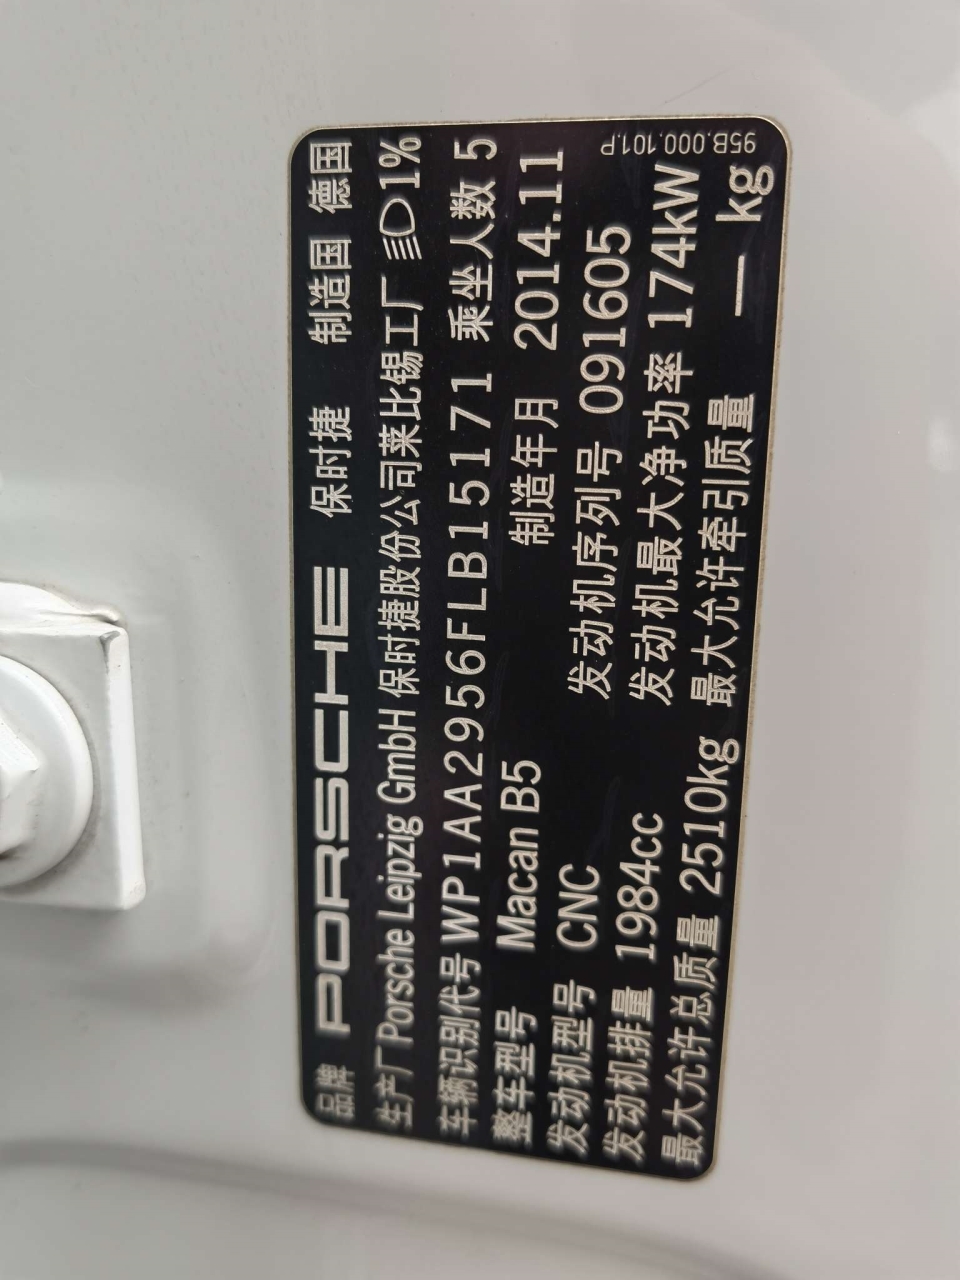 品牌 PORSCHE 保时捷 制造国 德国
生产厂 Porsche Leipzig GmbH 保时捷股份公司莱比锡工厂 1%
车辆识别代号 WP1AA2956FLB15171 乘坐人数 5
整车型号 Macan B5 制造年月 2014.11
发动机型号 CNC 发动机序列号 091605
发动机排量 1984cc 发动机最大净功率 174kW
最大允许总质量 2510kg 最大允许牵引质量 — kg
95B.000.101.P